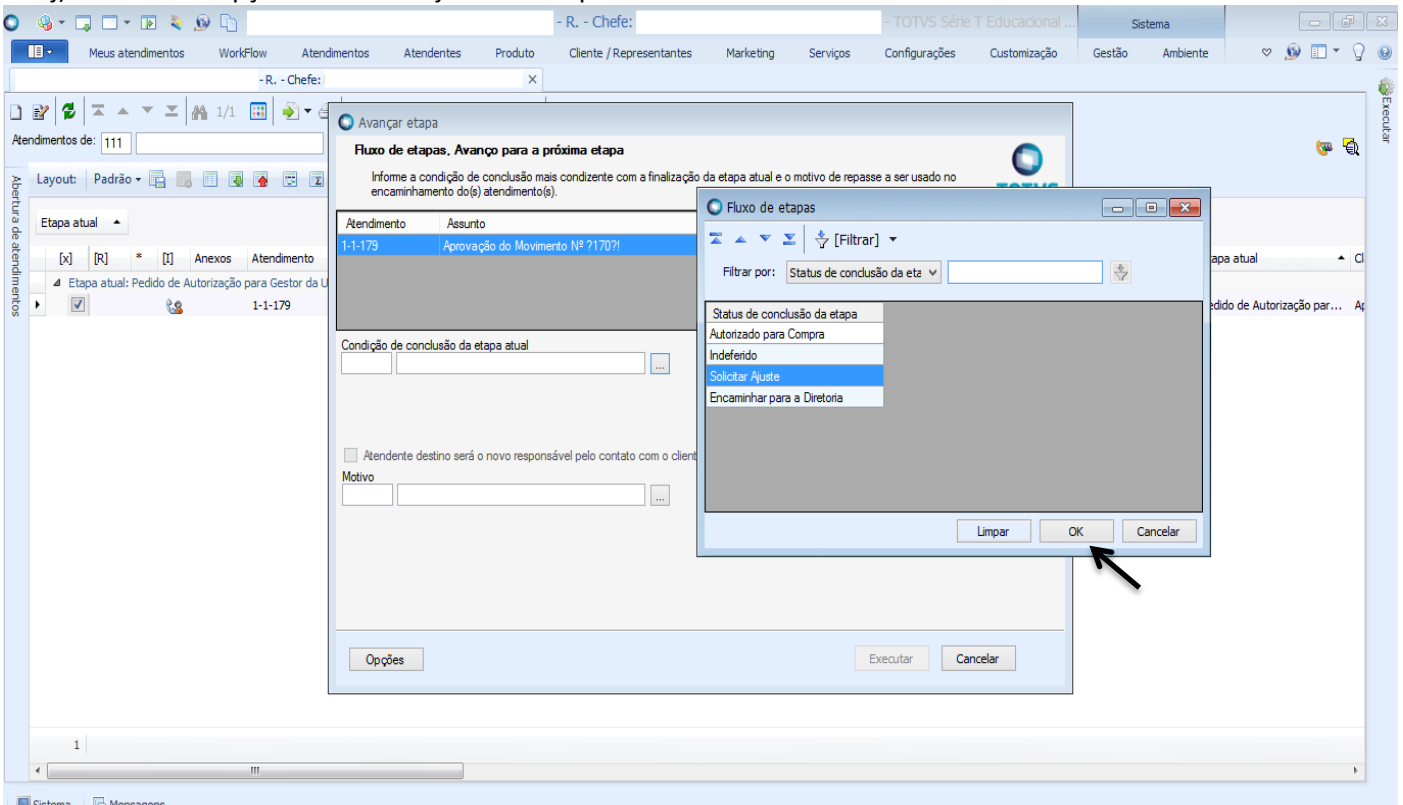 - R. - Chefe:
- TOTVS Série T Educacional ...
Sistema
Meus atendimentos WorkFlow Atendimentos Atendentes Produto Cliente / Representantes Marketing Serviços Configurações Customização Gestão Ambiente
- R. - Chefe:
1/1
Executar
Atendimentos de: 111
Abertura de atendimentos
Layout: Padrão
Etapa atual
[x] [R] * [I] Anexos Atendimento
Etapa atual: Pedido de Autorização para Gestor da U
1-1-179
Avançar etapa
Fluxo de etapas, Avanço para a próxima etapa
Informe a condição de conclusão mais condizente com a finalização da etapa atual e o motivo de repasse a ser usado no
encaminhamento do(s) atendimento(s).
TOTVS
Atendimento Assunto
1-1-179 Aprovação do Movimento Nº ?170?!
Condição de conclusão da etapa atual
...
Atendente destino será o novo responsável pelo contato com o client
Motivo
...
Opções
Executar
Cancelar
Fluxo de etapas
[Filtrar]
Filtrar por: Status de conclusão da eta
Status de conclusão da etapa
Autorizado para Compra
Indeferido
Solicitar Ajuste
Encaminhar para a Diretoria
Limpar
OK
Cancelar
apa atual
Cl
edido de Autorização par... Ap
1
Sistema Mensagens